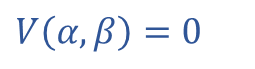 V(α, β) = 0